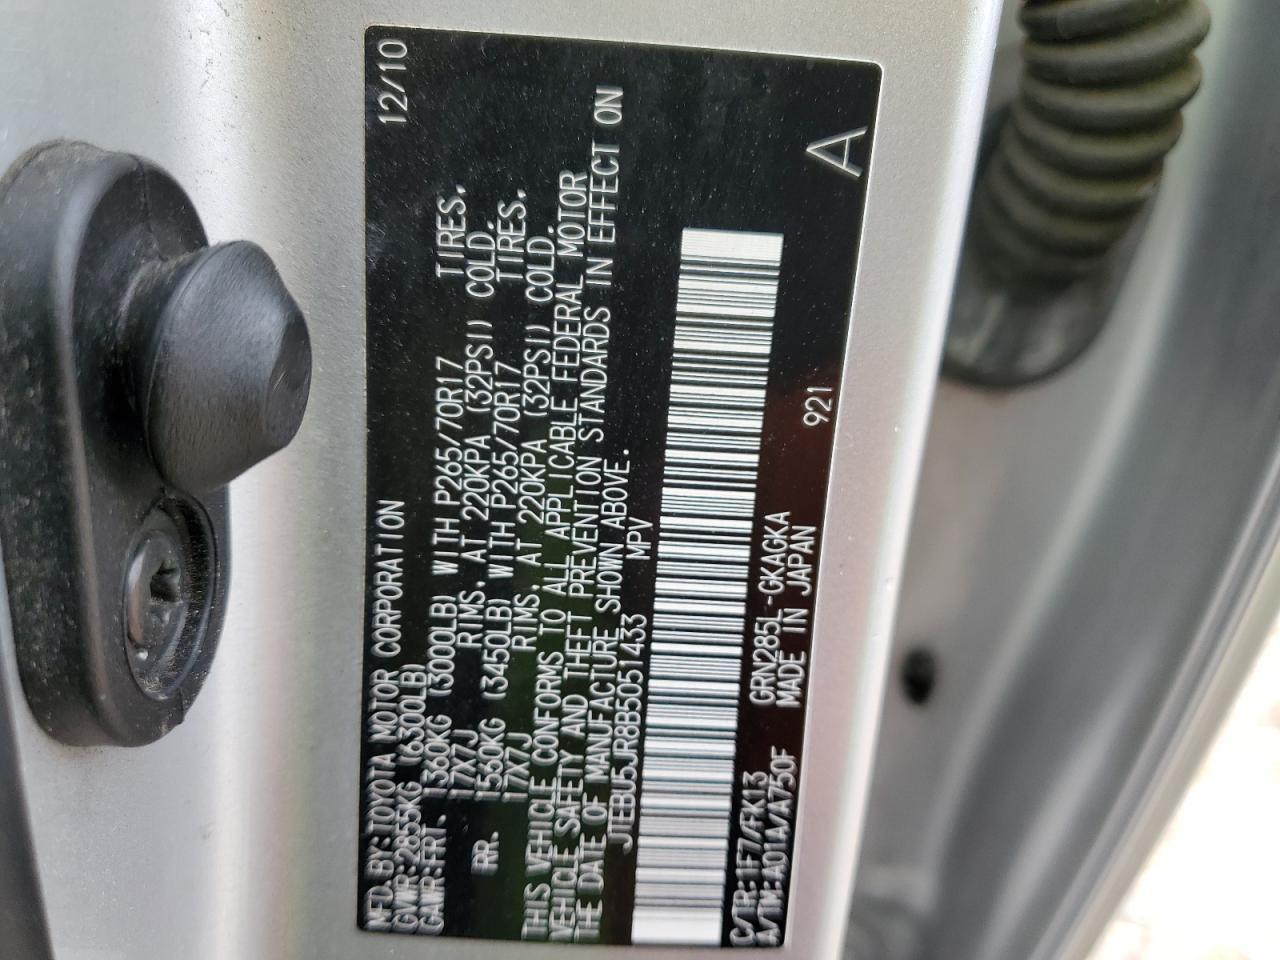 MFD.BY:TOYOTA MOTOR CORPORATION 12/10
GVWR:2855KG (6300LB)
GAWR:FRT. 1360KG (3000LB) WITH P265/70R17 TIRES,
17X7J RIMS, AT 220KPA (32PSI) COLD.
RR. 1560KG (3450LB) WITH P265/70R17 TIRES,
17X7J RIMS, AT 220KPA (32PSI) COLD.
THIS VEHICLE CONFORMS TO ALL APPLICABLE FEDERAL MOTOR
VEHICLE SAFETY AND THEFT PREVENTION STANDARDS IN EFFECT ON
THE DATE OF MANUFACTURE SHOWN ABOVE.
JTEBU5JR8B5051433 MPV
C/TR:1F7/FK13 GRN285L-GKAGKA 921 A
A/TM:A01A/A750F MADE IN JAPAN